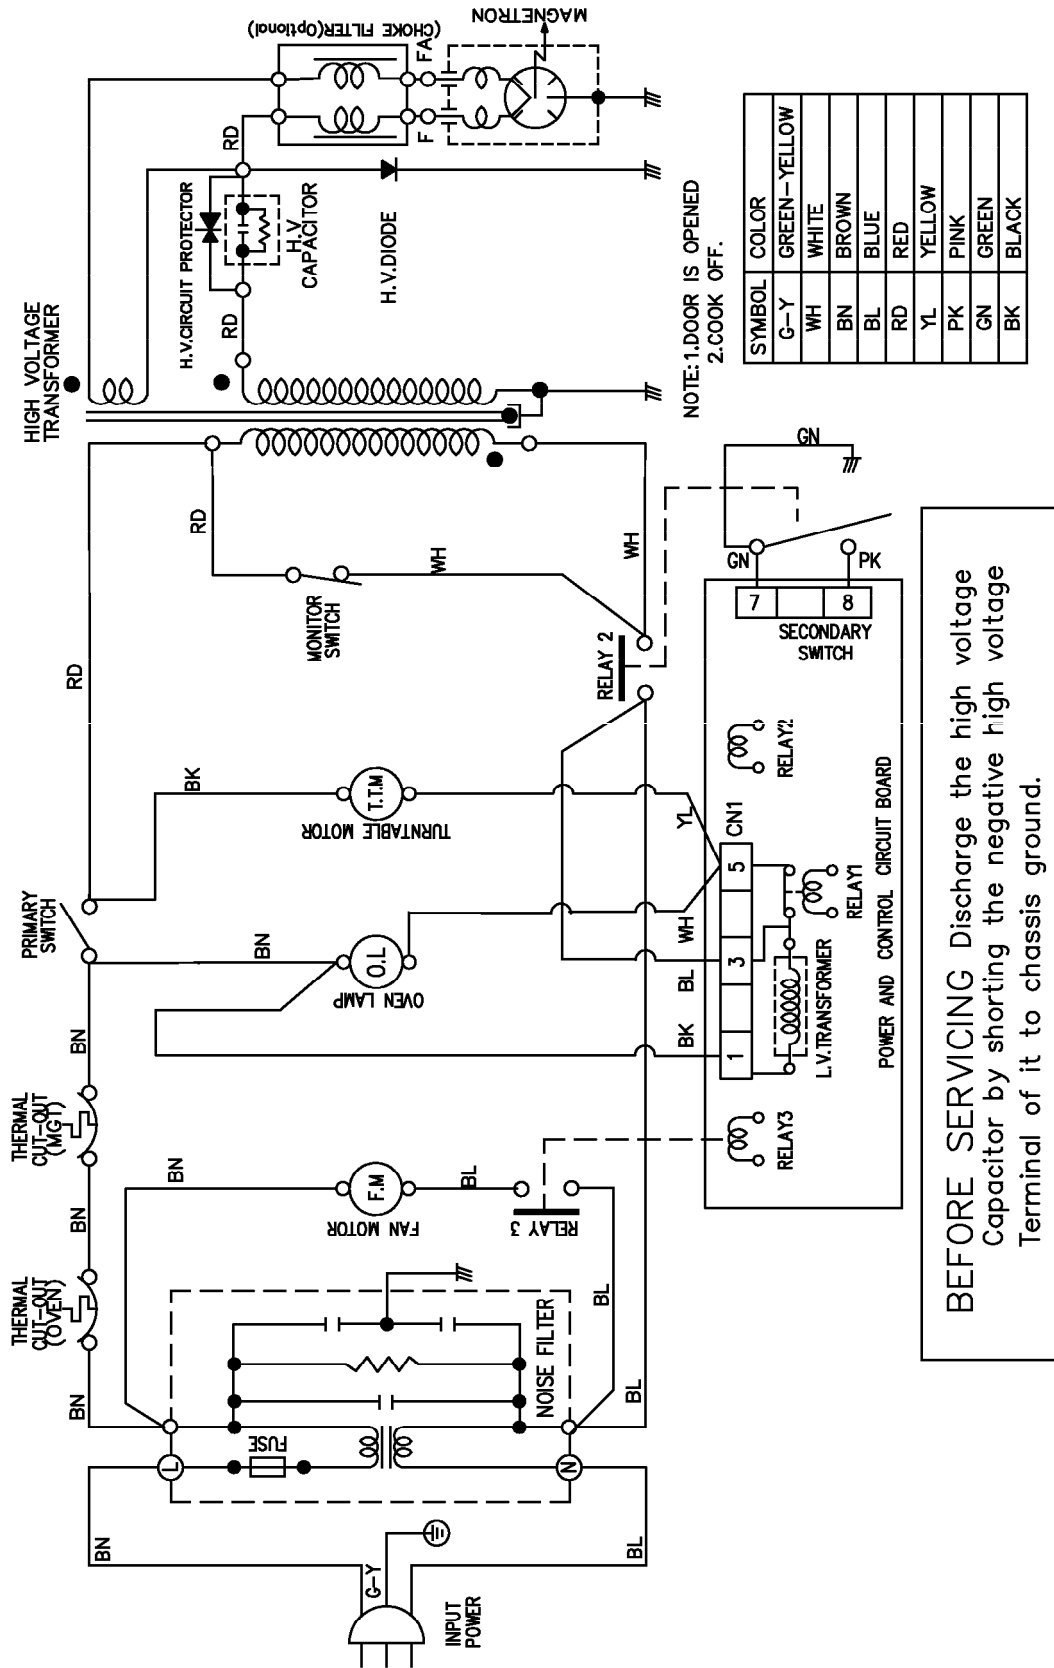 HIGH VOLTAGE
TRANSFORMER
H.V.CIRCUIT PROTECTOR
RD
RD
H.V
CAPACITOR
H.V.DIODE
(CHOKE FILTER(Optional)
F
FA
MAGNETRON
RD
RD
MONITOR
SWITCH
WH
WH
RELAY 2
PRIMARY
SWITCH
BK
T.T.M
TURNTABLE MOTOR
YL
BN
O.L
OVEN LAMP
WH
BL
BK
BN
THERMAL
CUT-OUT
(MGT)
BN
THERMAL
CUT-OUT
(OVEN)
BN
BN
F.M
FAN MOTOR
BL
RELAY 3
BL
BL
NOISE FILTER
FUSE
L
N
BN
G-Y
BL
INPUT
POWER
CN1
1
3
5
RELAY3
L.V.TRANSFORMER
RELAY1
RELAY2
POWER AND CONTROL CIRCUIT BOARD
7
8
SECONDARY
SWITCH
GN
PK
GN
NOTE: 1.DOOR IS OPENED
2.COOK OFF.
SYMBOL COLOR
G-Y GREEN-YELLOW
WH WHITE
BN BROWN
BL BLUE
RD RED
YL YELLOW
PK PINK
GN GREEN
BK BLACK
BEFORE SERVICING Discharge the high voltage
Capacitor by shorting the negative high voltage
Terminal of it to chassis ground.